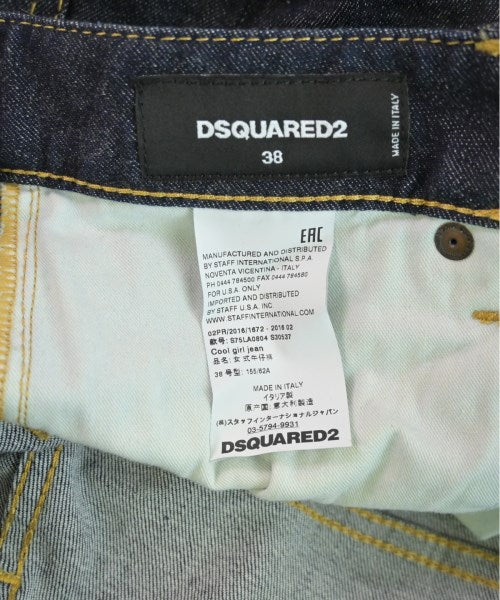 DSQUARED2
38
MADE IN ITALY
EAC
MANUFACTURED AND DISTRIBUTED
BY STAFF INTERNATIONAL S.P.A.
NOVENTA VICENTINA - ITALY
PH 0444 784500 FAX 0444 784580
FOR U.S.A. ONLY
IMPORTED AND DISTRIBUTED
BY STAFF U.S.A. INC.
WWW.STAFFINTERNATIONAL.COM
02PR/2016/1672 - 2016.02
款号: S75LA0804 S30537
Cool girl jean
品名: 女式牛仔裤
38 号型: 155/62A
MADE IN ITALY
イタリア製
原产国: 意大利製造
(株)スタッフインターナショナルジャパン
03-5794-9931
DSQUARED2